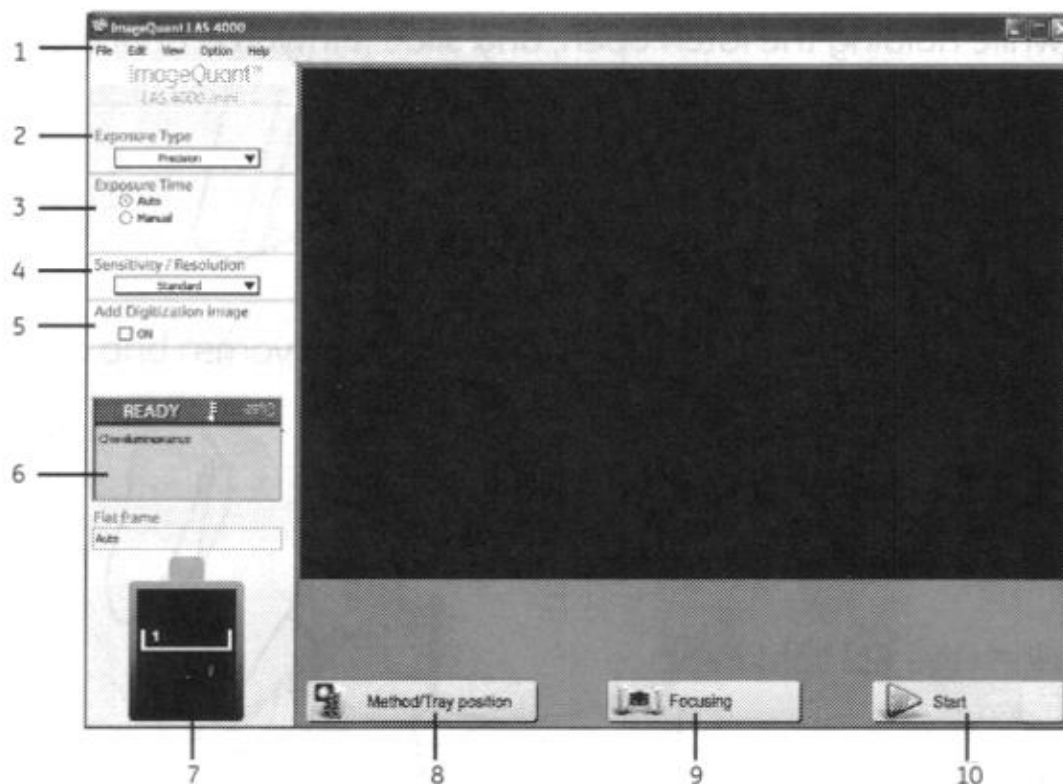 ImageQuant LAS 4000
1
File Edit View Option Help
ImageQuant™
LAS 4000 mini
2
Exposure Type
Precision
3
Exposure Time
Auto
Manual
4
Sensitivity / Resolution
Standard
5
Add Digitization Image
ON
READY
-25°C
6
Chemiluminescence
Flat frame
Auto
1
Method/Tray position
Focusing
Start
7
8
9
10